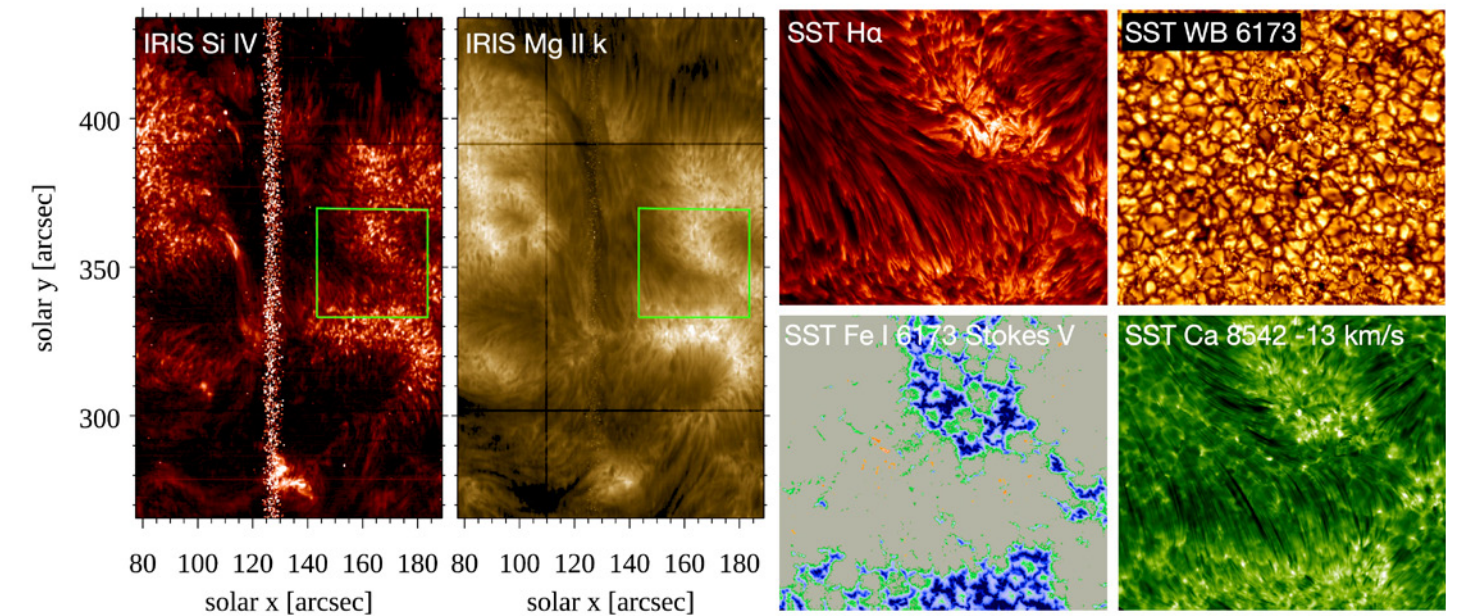 IRIS Si IV
IRIS Mg II k
SST Hα
SST WB 6173
SST Fe I 6173 Stokes V
SST Ca 8542 -13 km/s
solar y [arcsec]
400
350
300
80 100 120 140 160 180
80 100 120 140 160 180
solar x [arcsec]
solar x [arcsec]